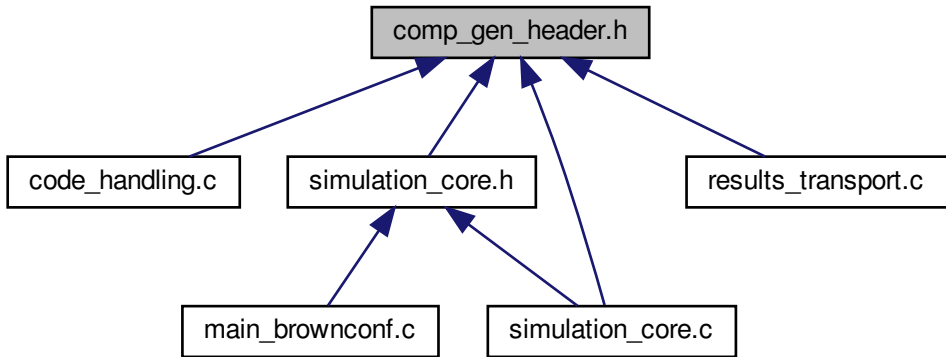 comp_gen_header.h
code_handling.c
simulation_core.h
results_transport.c
main_brownconf.c
simulation_core.c